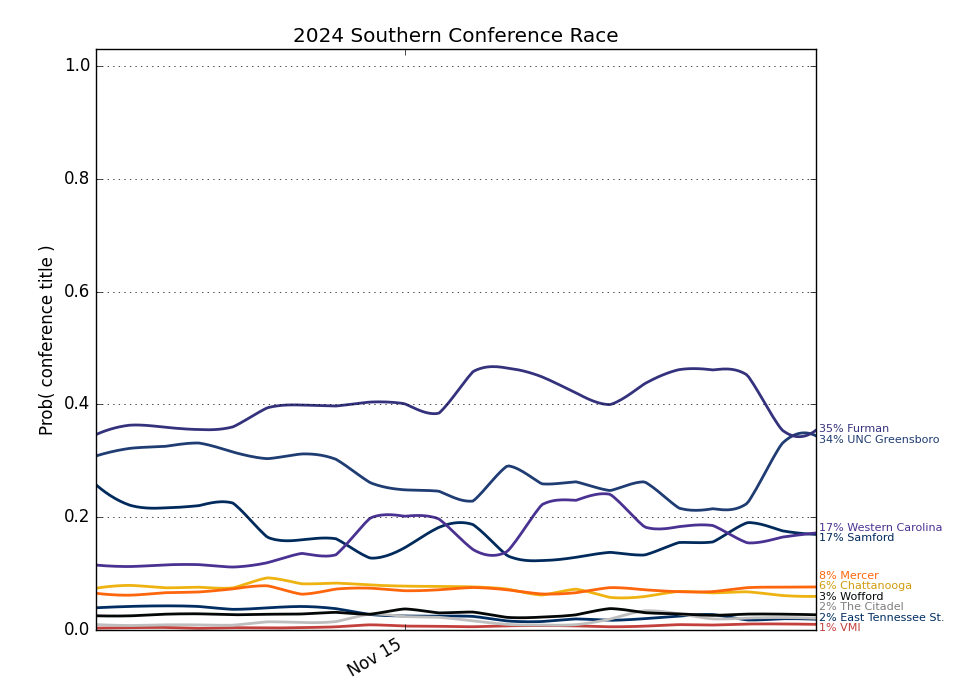 2024 Southern Conference Race
Prob( conference title )
1.0
0.8
0.6
0.4
0.2
0.0
Nov 15
35% Furman
34% UNC Greensboro
17% Western Carolina
17% Samford
8% Mercer
6% Chattanooga
3% Wofford
2% The Citadel
2% East Tennessee St.
1% VMI